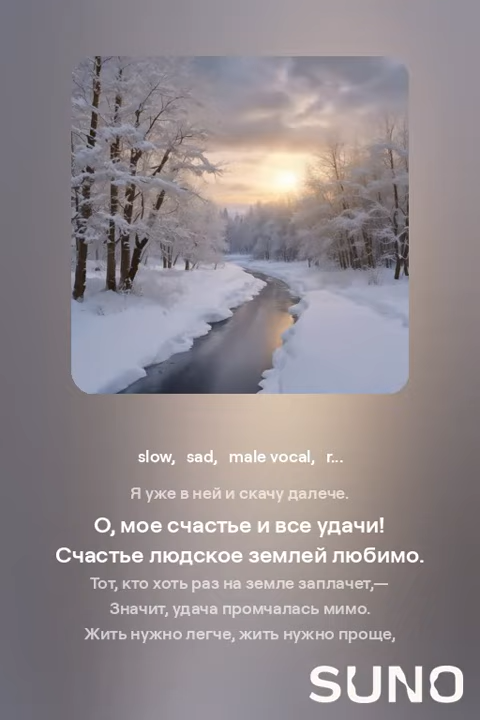 slow, sad, male vocal, r...
Я уже в ней и скачу далече.
О, мое счастье и все удачи!
Счастье людское землей любимо.
Тот, кто хоть раз на земле заплачет,—
Значит, удача промчалась мимо.
Жить нужно легче, жить нужно проще,
SUNO